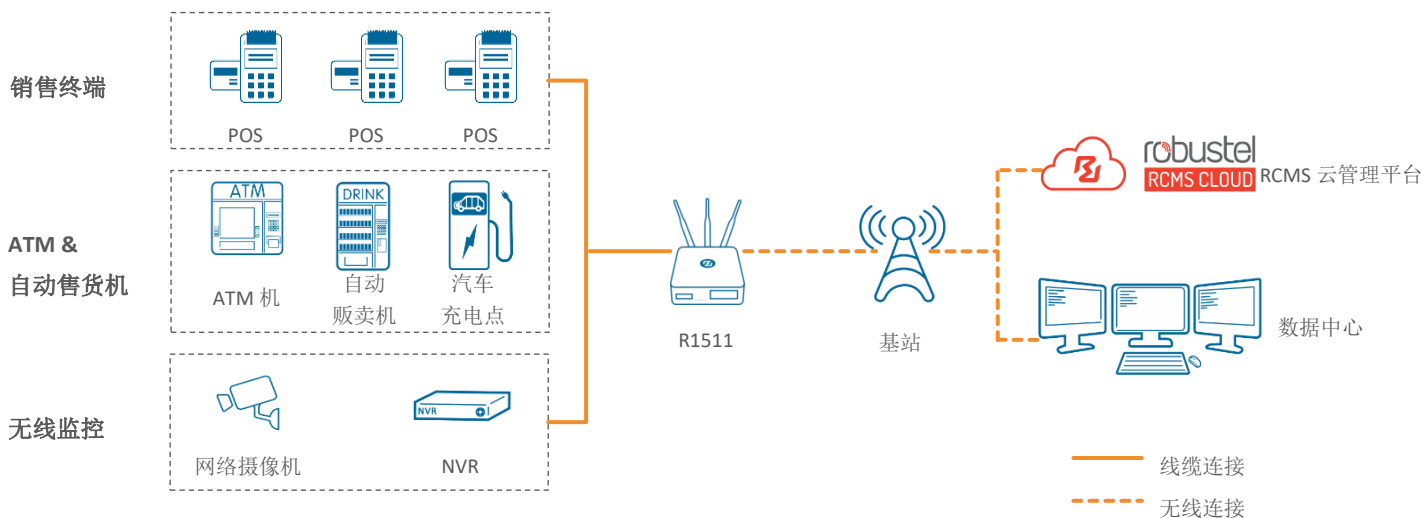 销售终端
POS
POS
POS
ATM &
自动售货机
ATM
DRINK
ATM 机
自动
贩卖机
汽车
充电点
无线监控
NVR
网络摄像机
NVR
R1511
基站
robustel
RCMS CLOUD
RCMS 云管理平台
数据中心
线缆连接
无线连接